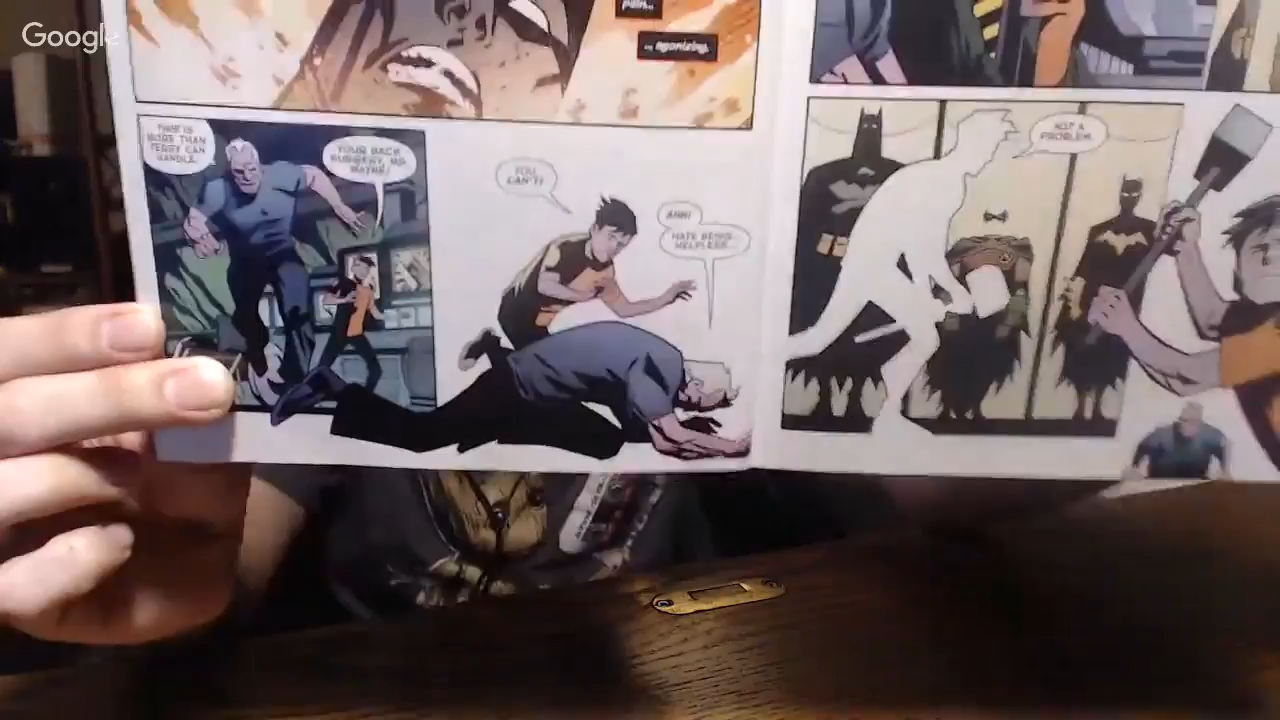 Google
pain..
.. agonizing.
THIS IS
MORE THAN
TERRY CAN
HANDLE.
YOUR BACK
SURGERY, MR.
WAYNE!
YOU
CAN'T!
AHH!
HATE BEING
HELPLESS...
NOT A
PROBLEM.